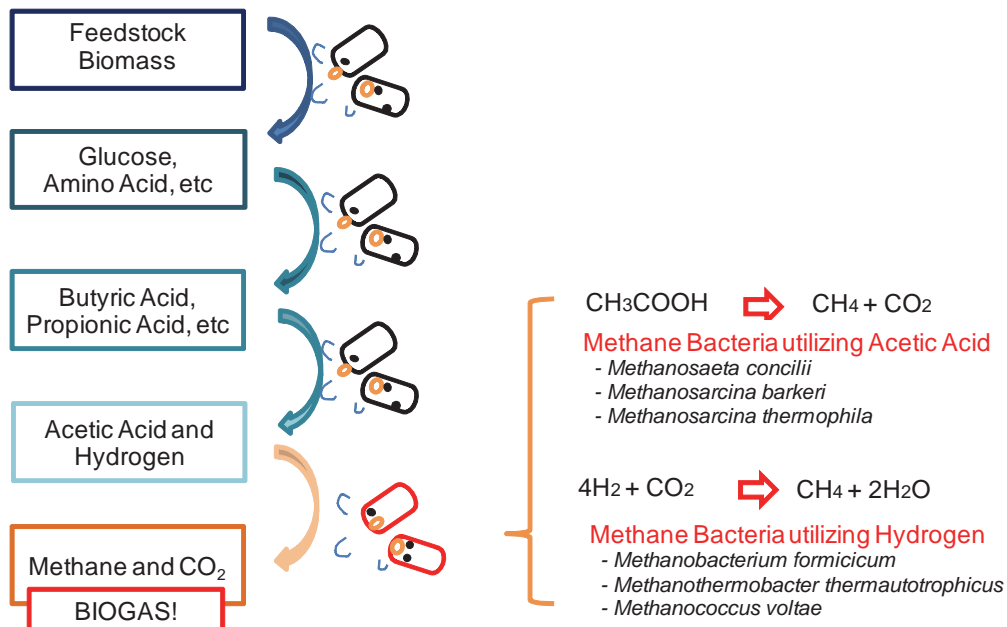 Feedstock
Biomass
Glucose,
Amino Acid, etc
Butyric Acid,
Propionic Acid, etc
Acetic Acid and
Hydrogen
Methane and CO2
BIOGAS!
CH3COOH CH4 + CO2
Methane Bacteria utilizing Acetic Acid
- Methanosaeta concilii
- Methanosarcina barkeri
- Methanosarcina thermophila
4H2 + CO2 CH4 + 2H2O
Methane Bacteria utilizing Hydrogen
- Methanobacterium formicicum
- Methanothermobacter thermautotrophicus
- Methanococcus voltae